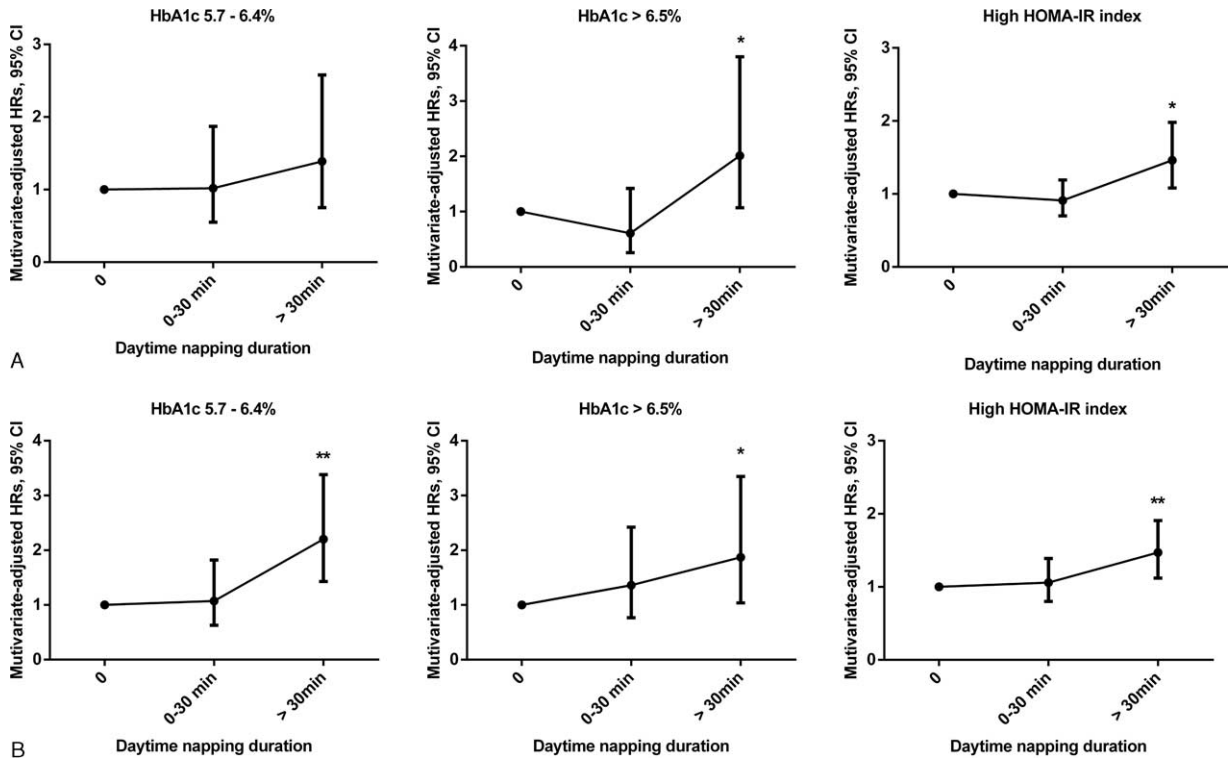 HbA1c 5.7 - 6.4%
Mutivariate-adjusted HRs, 95% CI
3
2
1
0
0
0-30 min
> 30min
Daytime napping duration
HbA1c > 6.5%
Mutivariate-adjusted HRs, 95% CI
4
3
2
1
0
*
0
0-30 min
> 30min
Daytime napping duration
High HOMA-IR index
Mutivariate-adjusted HRs, 95% CI
3
2
1
0
*
0
0-30 min
> 30min
Daytime napping duration
A
HbA1c 5.7 - 6.4%
Mutivariate-adjusted HRs, 95% CI
4
3
2
1
0
**
0
0-30 min
> 30min
Daytime napping duration
HbA1c > 6.5%
Mutivariate-adjusted HRs, 95% CI
4
3
2
1
0
*
0
0-30 min
> 30min
Daytime napping duration
High HOMA-IR index
Mutivariate-adjusted HRs, 95% CI
3
2
1
0
**
0
0-30 min
> 30min
Daytime napping duration
B